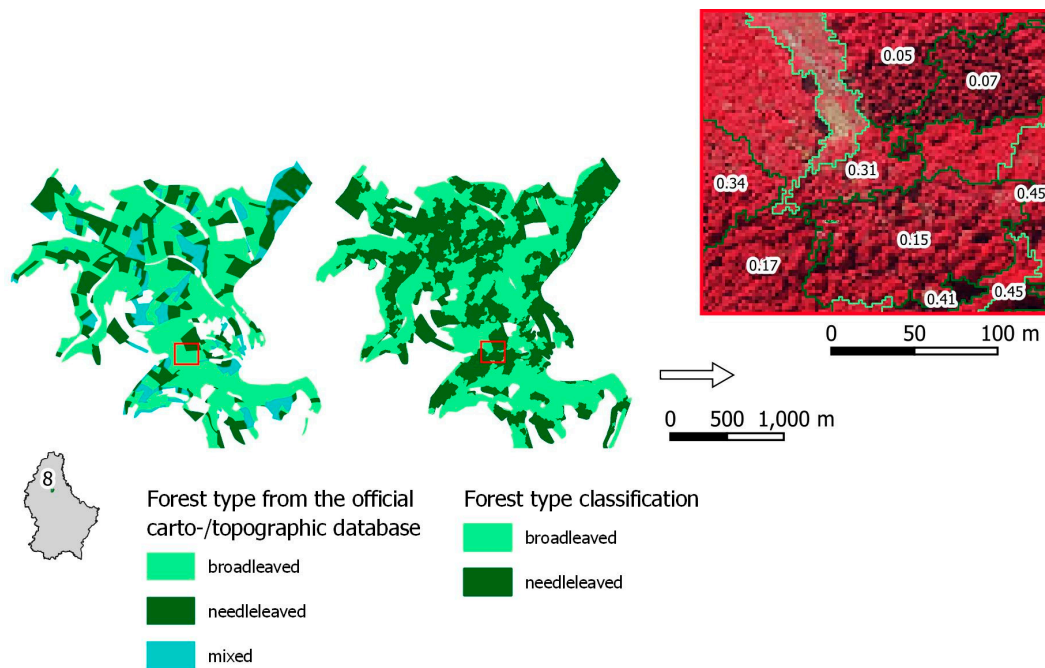 0.05
0.07
0.31
0.34
0.45
0.15
0.17
0.41
0.45
0 50 100 m
0 500 1,000 m
8
Forest type from the official
carto-/topographic database
broadleaved
needleleaved
mixed
Forest type classification
broadleaved
needleleaved